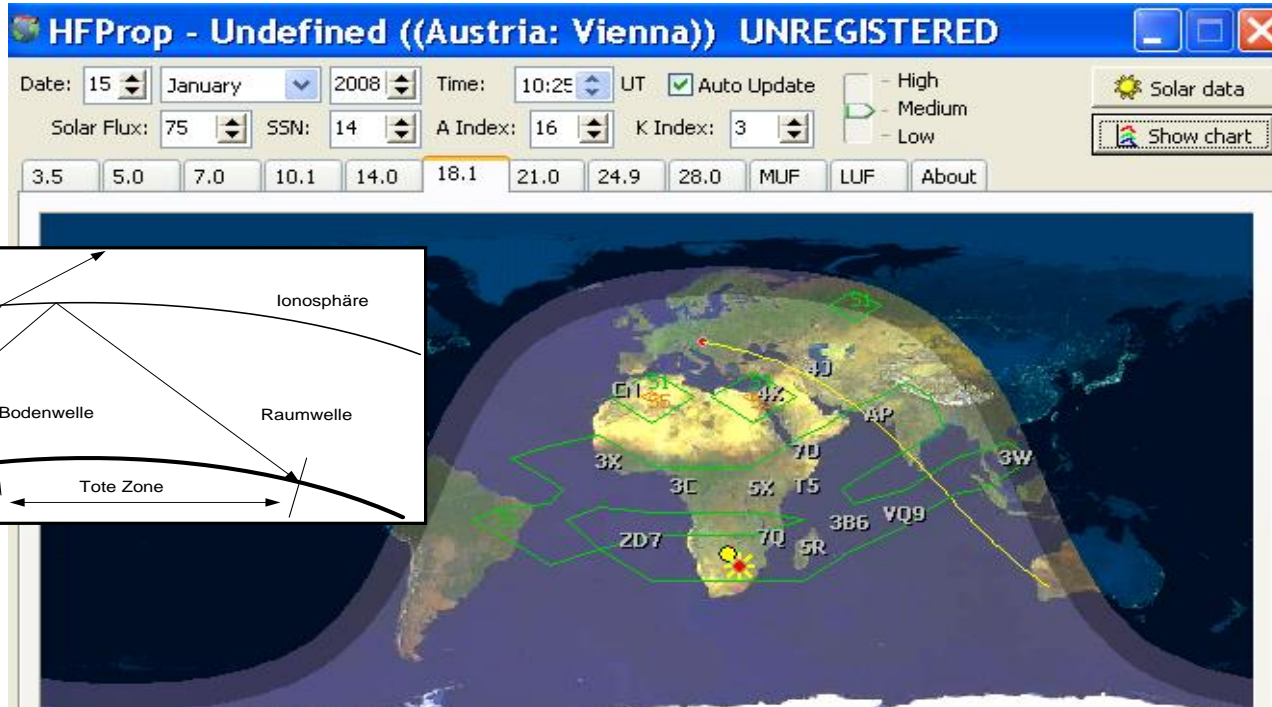 HFProp - Undefined ((Austria: Vienna)) UNREGISTERED
Date: 15 January 2008 Time: 10:25 UT Auto Update
High
Medium
Low
Solar data
Solar Flux: 75 SSN: 14 A Index: 16 K Index: 3
Show chart
3.5 5.0 7.0 10.1 14.0 18.1 21.0 24.9 28.0 MUF LUF About
Ionosphäre
Bodenwelle
Raumwelle
Tote Zone
S1
4J
CN
S1
4X
AP
3X
7O
3W
3C
5X
T5
3B6
VQ9
ZD7
7Q
5R